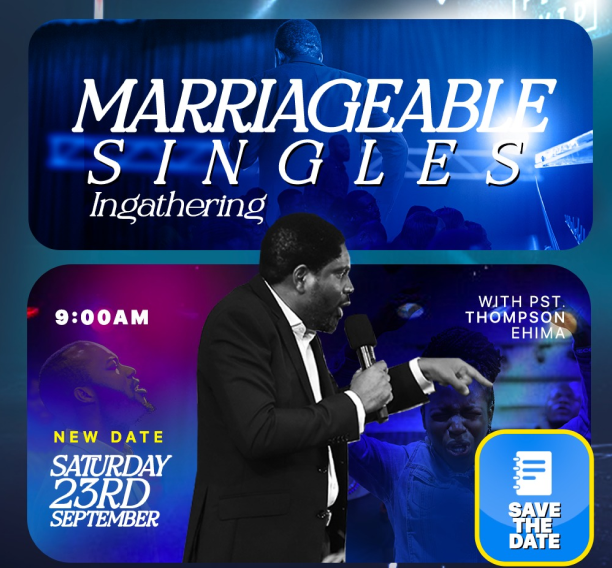 MARRIAGEABLE
SINGLES
Ingathering
9:00AM
WITH PST.
THOMPSON
EHIMA
NEW DATE
SATURDAY
23RD
SEPTEMBER
SAVE
THE
DATE